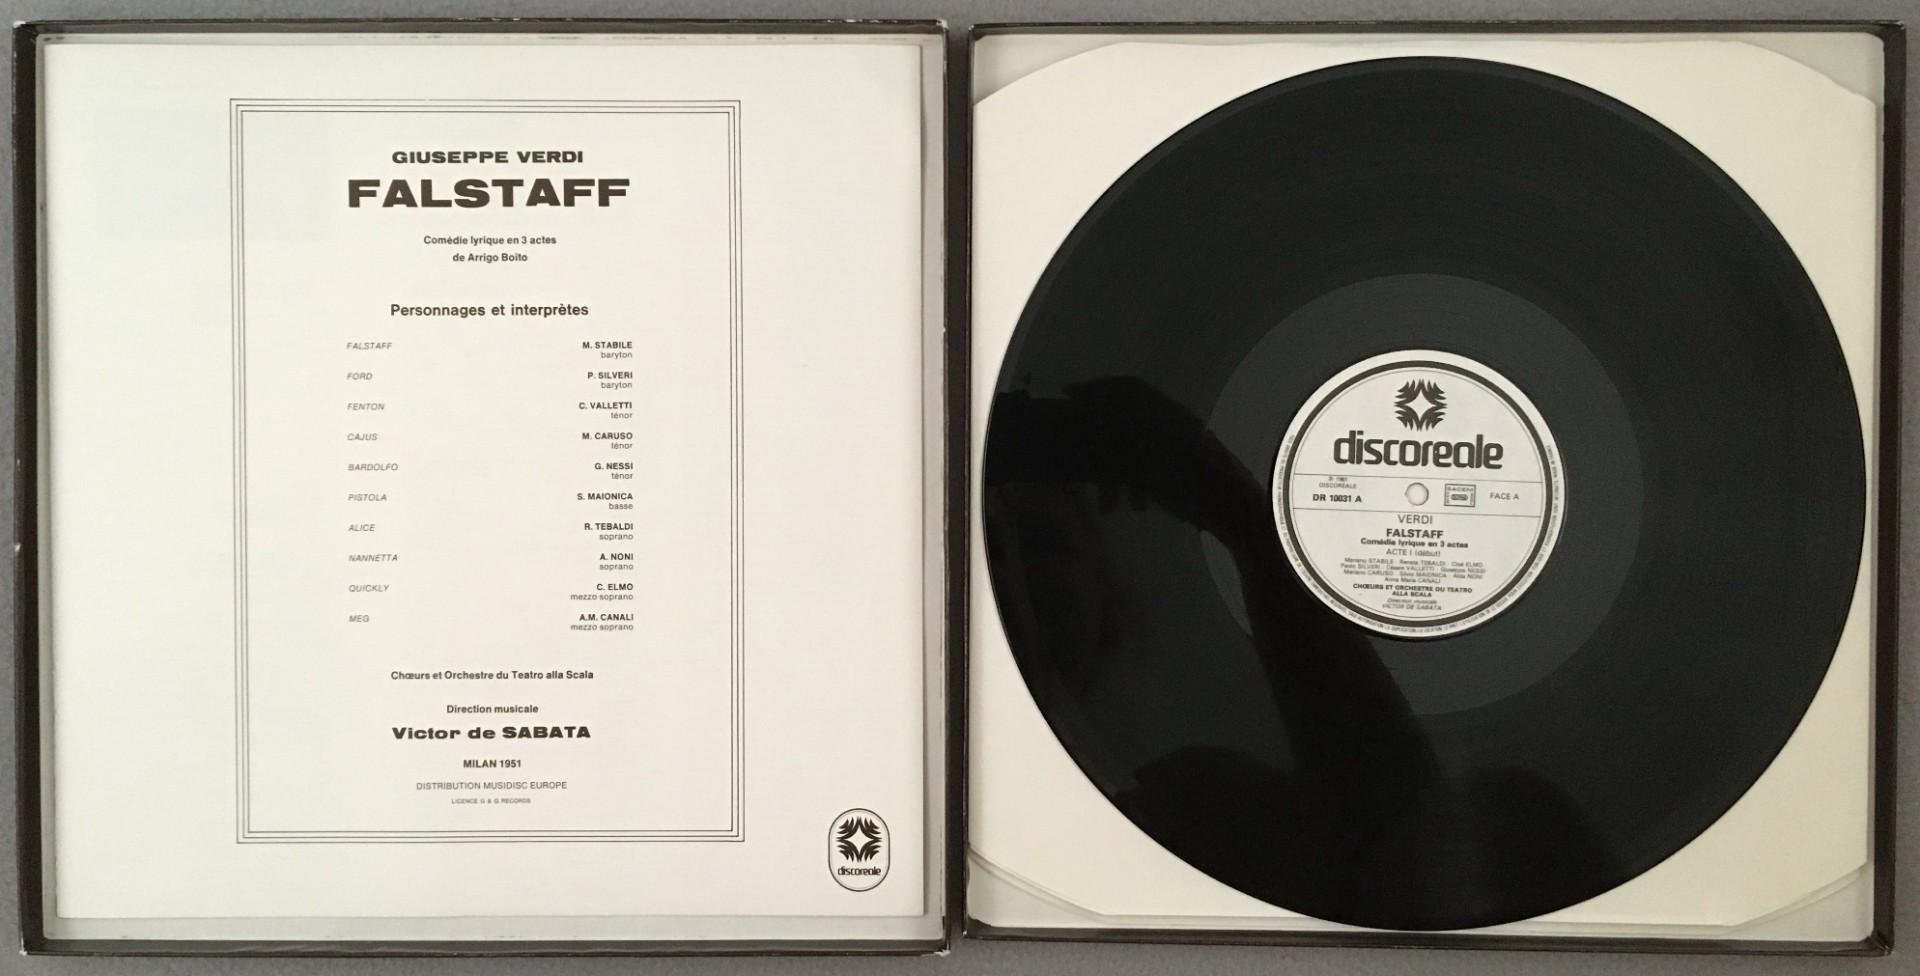 GIUSEPPE VERDI
FALSTAFF
Comédie lyrique en 3 actes
de Arrigo Boïto
Personnages et interprètes
FALSTAFF M. STABILE
baryton
FORD P. SILVERI
baryton
FENTON C. VALLETTI
ténor
CAJUS M. CARUSO
ténor
BARDOLFO G. NESSI
ténor
PISTOLA S. MAIONICA
basse
ALICE R. TEBALDI
soprano
NANNETTA A. NONI
soprano
QUICKLY C. ELMO
mezzo soprano
MEG A.M. CANALI
mezzo soprano
Chœurs et Orchestre du Teatro alla Scala
Direction musicale
Victor de SABATA
MILAN 1951
DISTRIBUTION MUSIDISC EUROPE
LICENCE G & G RECORDS
discoreale
discoreale
℗ 1981
DISCOREALE
DR 10031 A
SACEM
FACE A
VERDI
FALSTAFF
Comédie lyrique en 3 actes
ACTE I (début)
Mariano STABILE · Renata TEBALDI · Cloé ELMO
Paolo SILVERI · Cesare VALLETTI · Giuseppe NESSI
Mariano CARUSO · Silvio MAIONICA · Alda NONI
Anna Maria CANALI
CHŒURS ET ORCHESTRE DU TEATRO
ALLA SCALA
Direction musicale
VICTOR DE SABATA